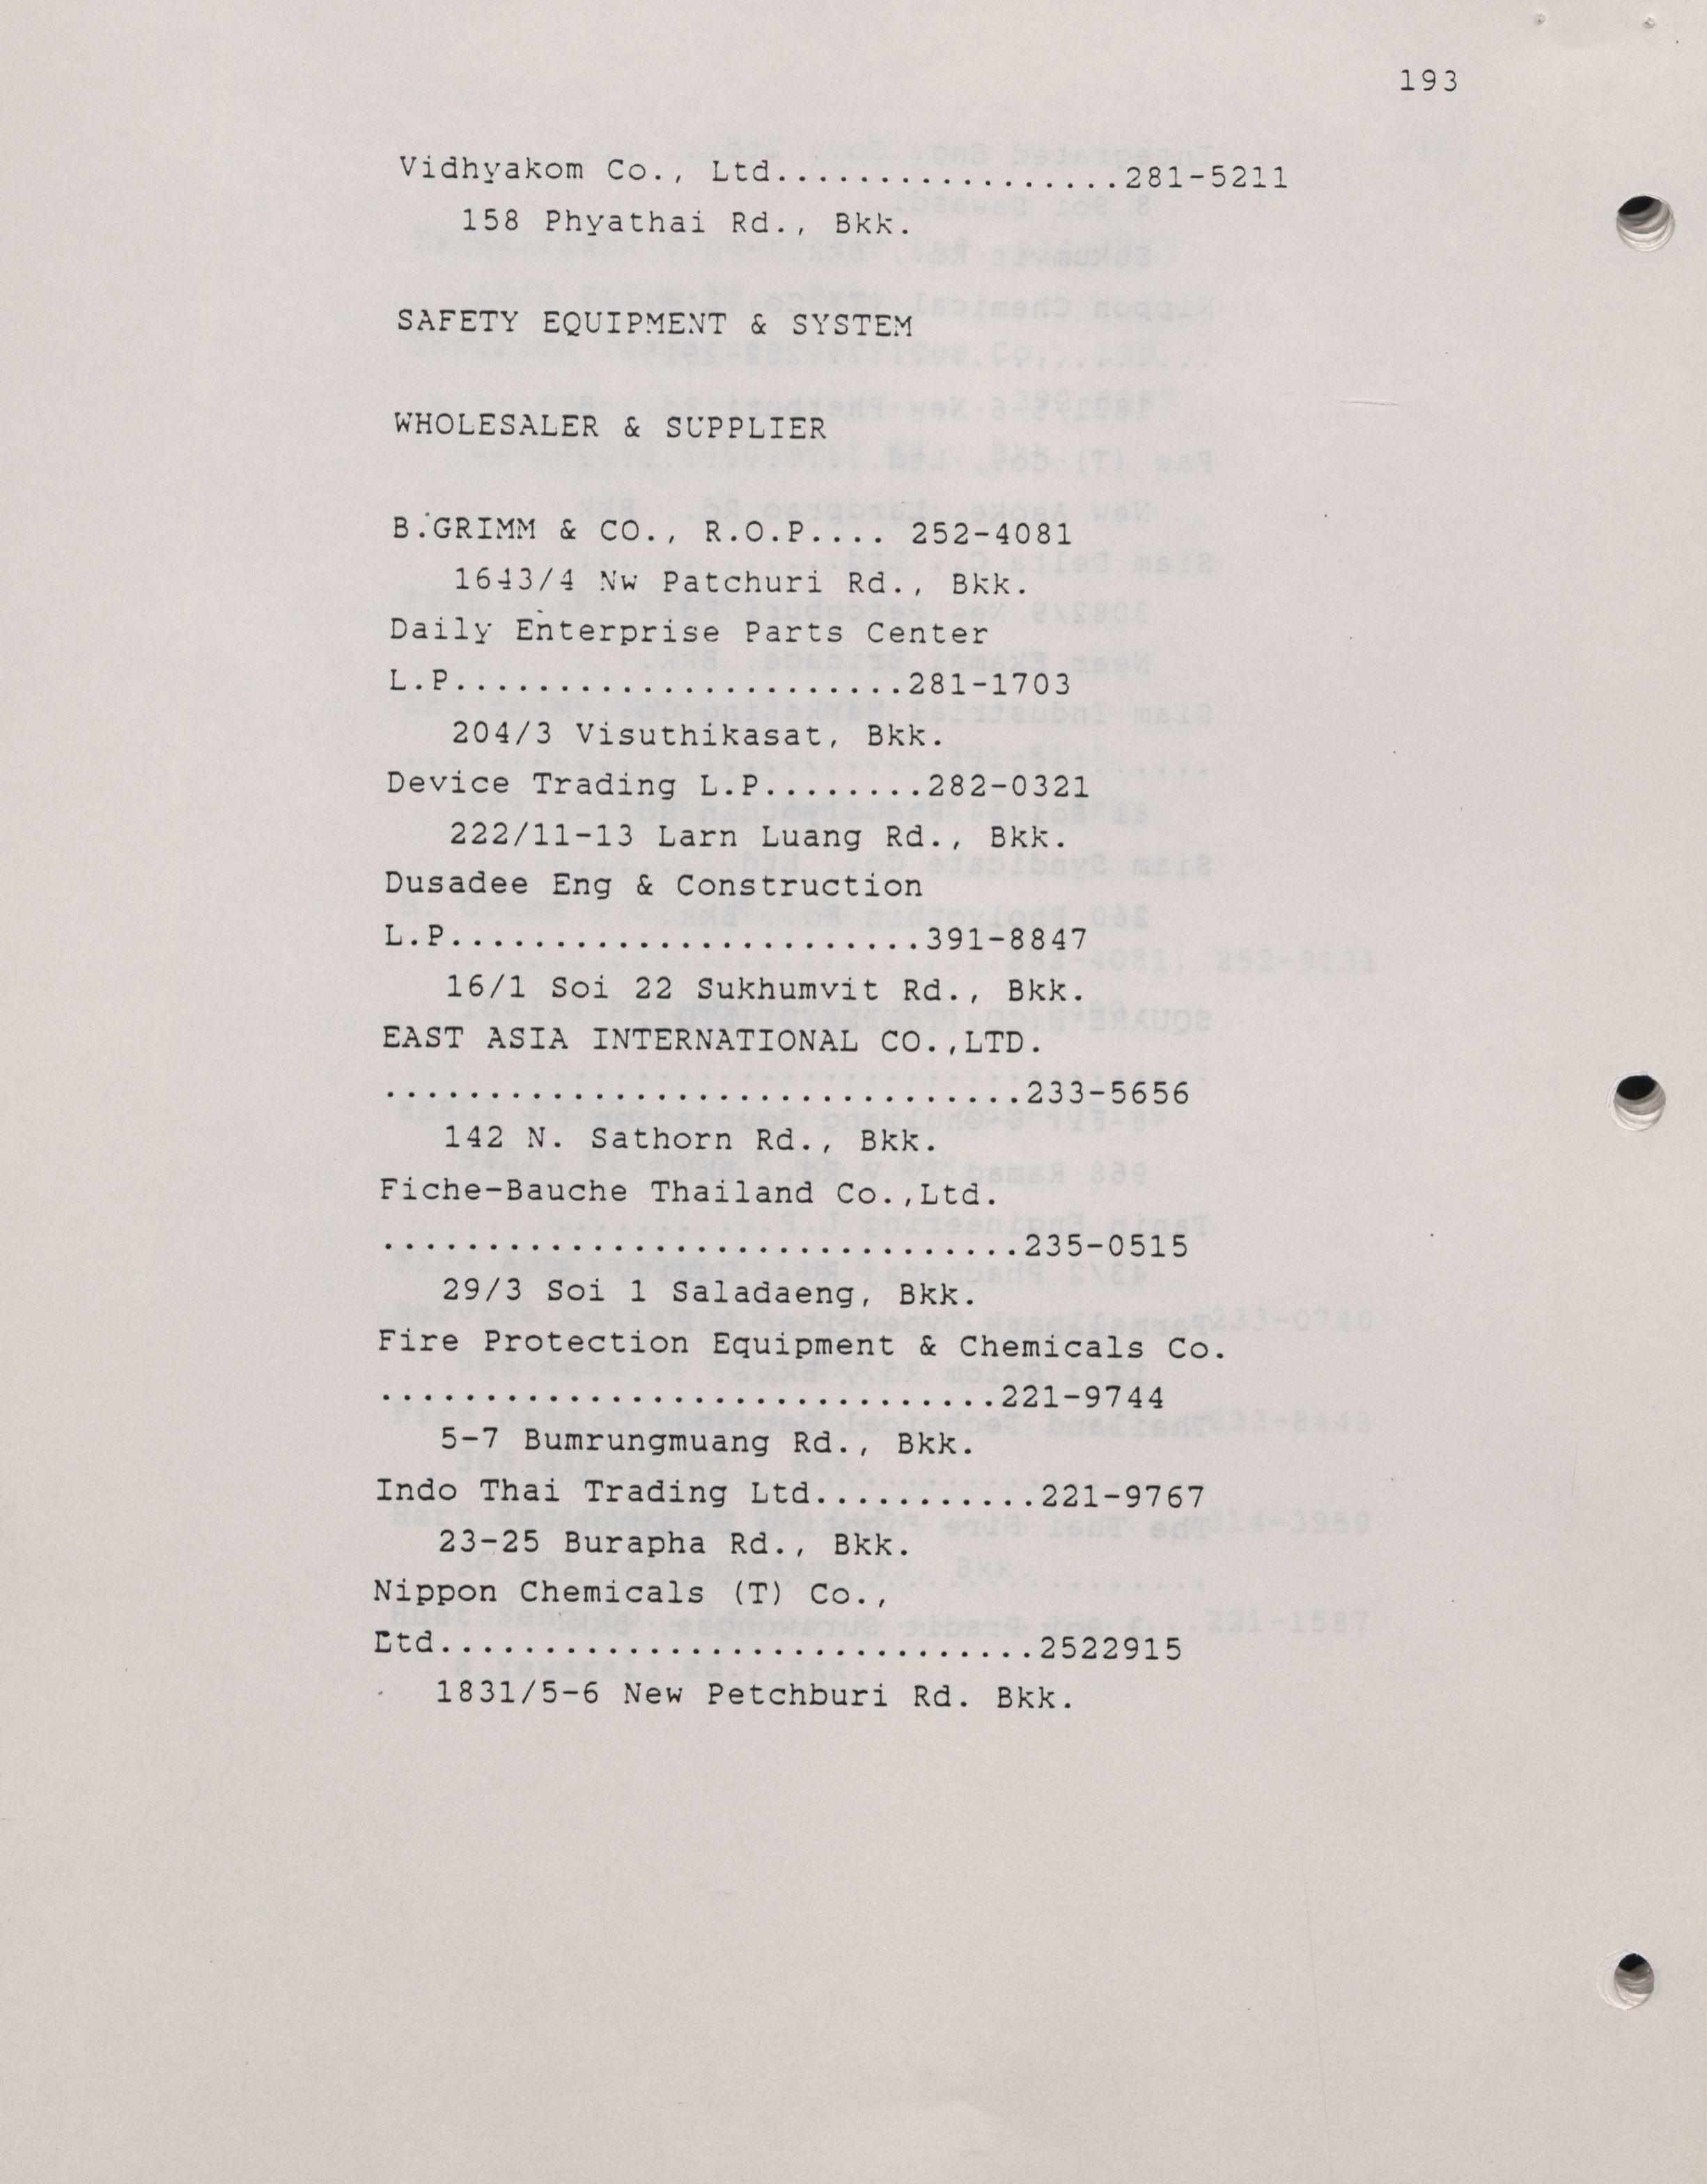 193
Vidhyakom Co., Ltd.................281-5211
158 Phyathai Rd., Bkk.
SAFETY EQUIPMENT & SYSTEM
WHOLESALER & SUPPLIER
B.GRIMM & CO., R.O.P.... 252-4081
1643/4 Nw Patchuri Rd., Bkk.
Daily Enterprise Parts Center
L.P......................281-1703
204/3 Visuthikasat, Bkk.
Device Trading L.P........282-0321
222/11-13 Larn Luang Rd., Bkk.
Dusadee Eng & Construction
L.P.......................391-8847
16/1 Soi 22 Sukhumvit Rd., Bkk.
EAST ASIA INTERNATIONAL CO.,LTD.
...............................233-5656
142 N. Sathorn Rd., Bkk.
Fiche-Bauche Thailand Co.,Ltd.
...............................235-0515
29/3 Soi 1 Saladaeng, Bkk.
Fire Protection Equipment & Chemicals Co.
..............................221-9744
5-7 Bumrungmuang Rd., Bkk.
Indo Thai Trading Ltd...........221-9767
23-25 Burapha Rd., Bkk.
Nippon Chemicals (T) Co.,
Ltd.............................2522915
1831/5-6 New Petchburi Rd. Bkk.